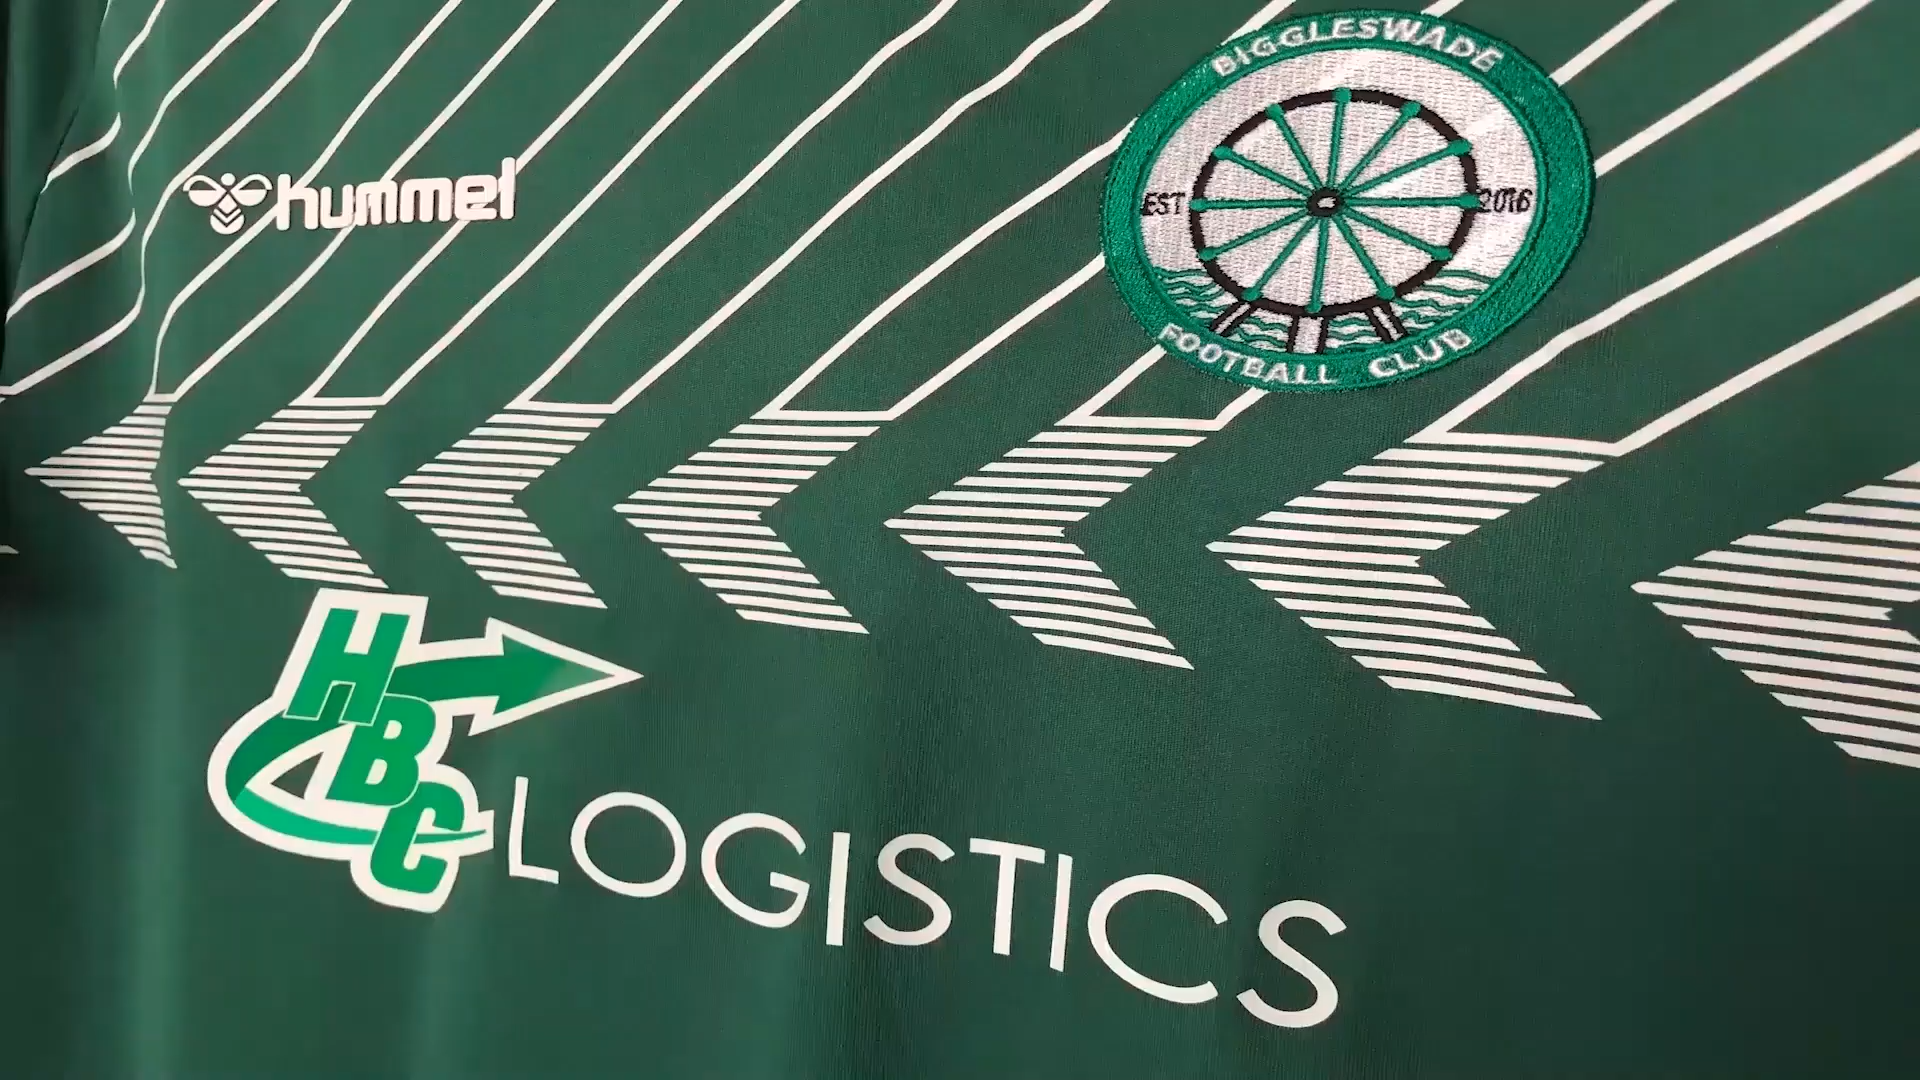 BIGGLESWADE
hummel
EST 2016
FOOTBALL CLUB
HBC
LOGISTICS